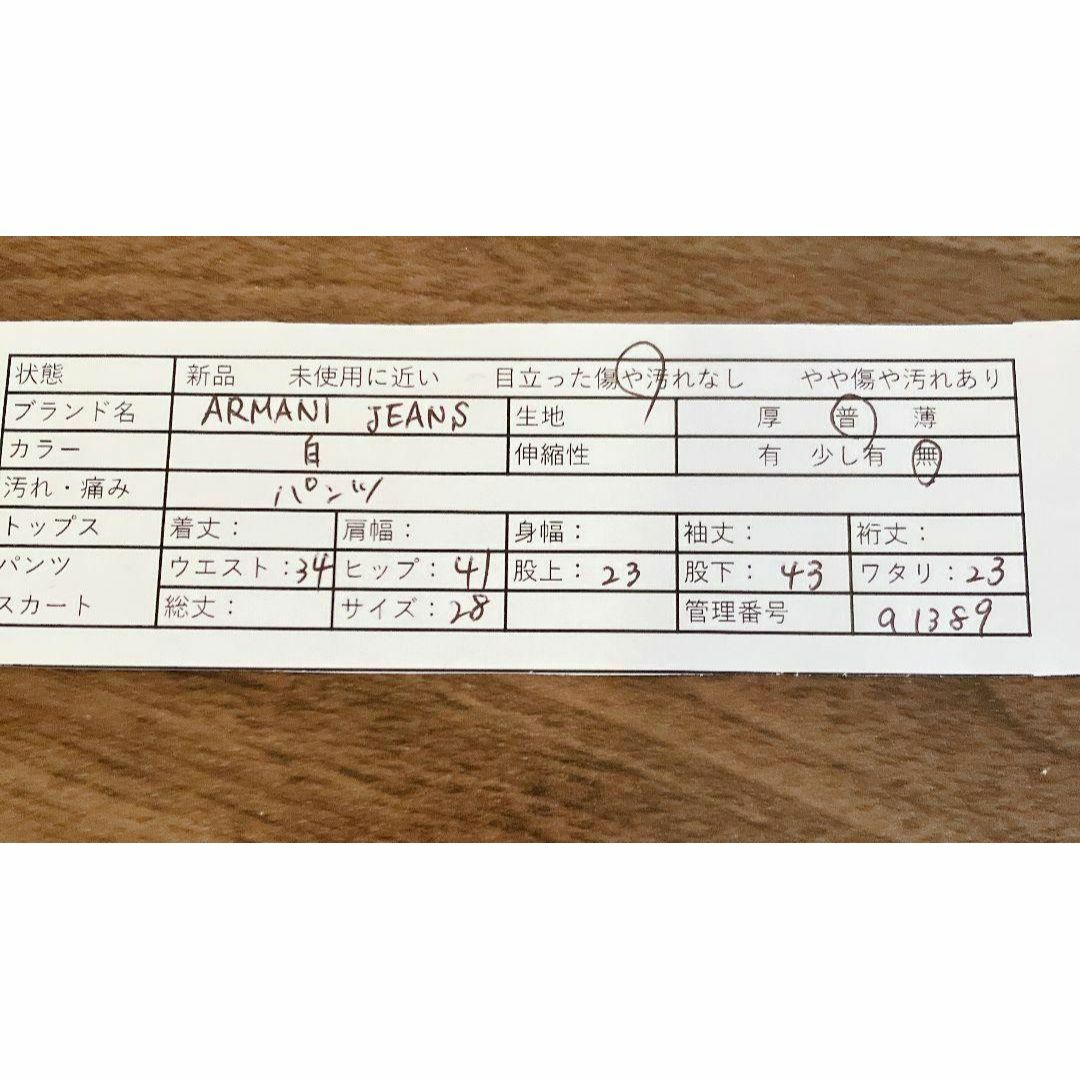 状態 新品 未使用に近い 目立った傷や汚れなし やや傷や汚れあり
ブランド名 ARMANI JEANS 生地 厚 普 薄
カラー 白 伸縮性 有 少し有 無
汚れ・痛み パンツ
トップス 着丈： 肩幅： 身幅： 袖丈： 裄丈：
パンツ ウエスト：34 ヒップ：41 股上：23 股下：43 ワタリ：23
スカート 総丈： サイズ：28 管理番号 a1389